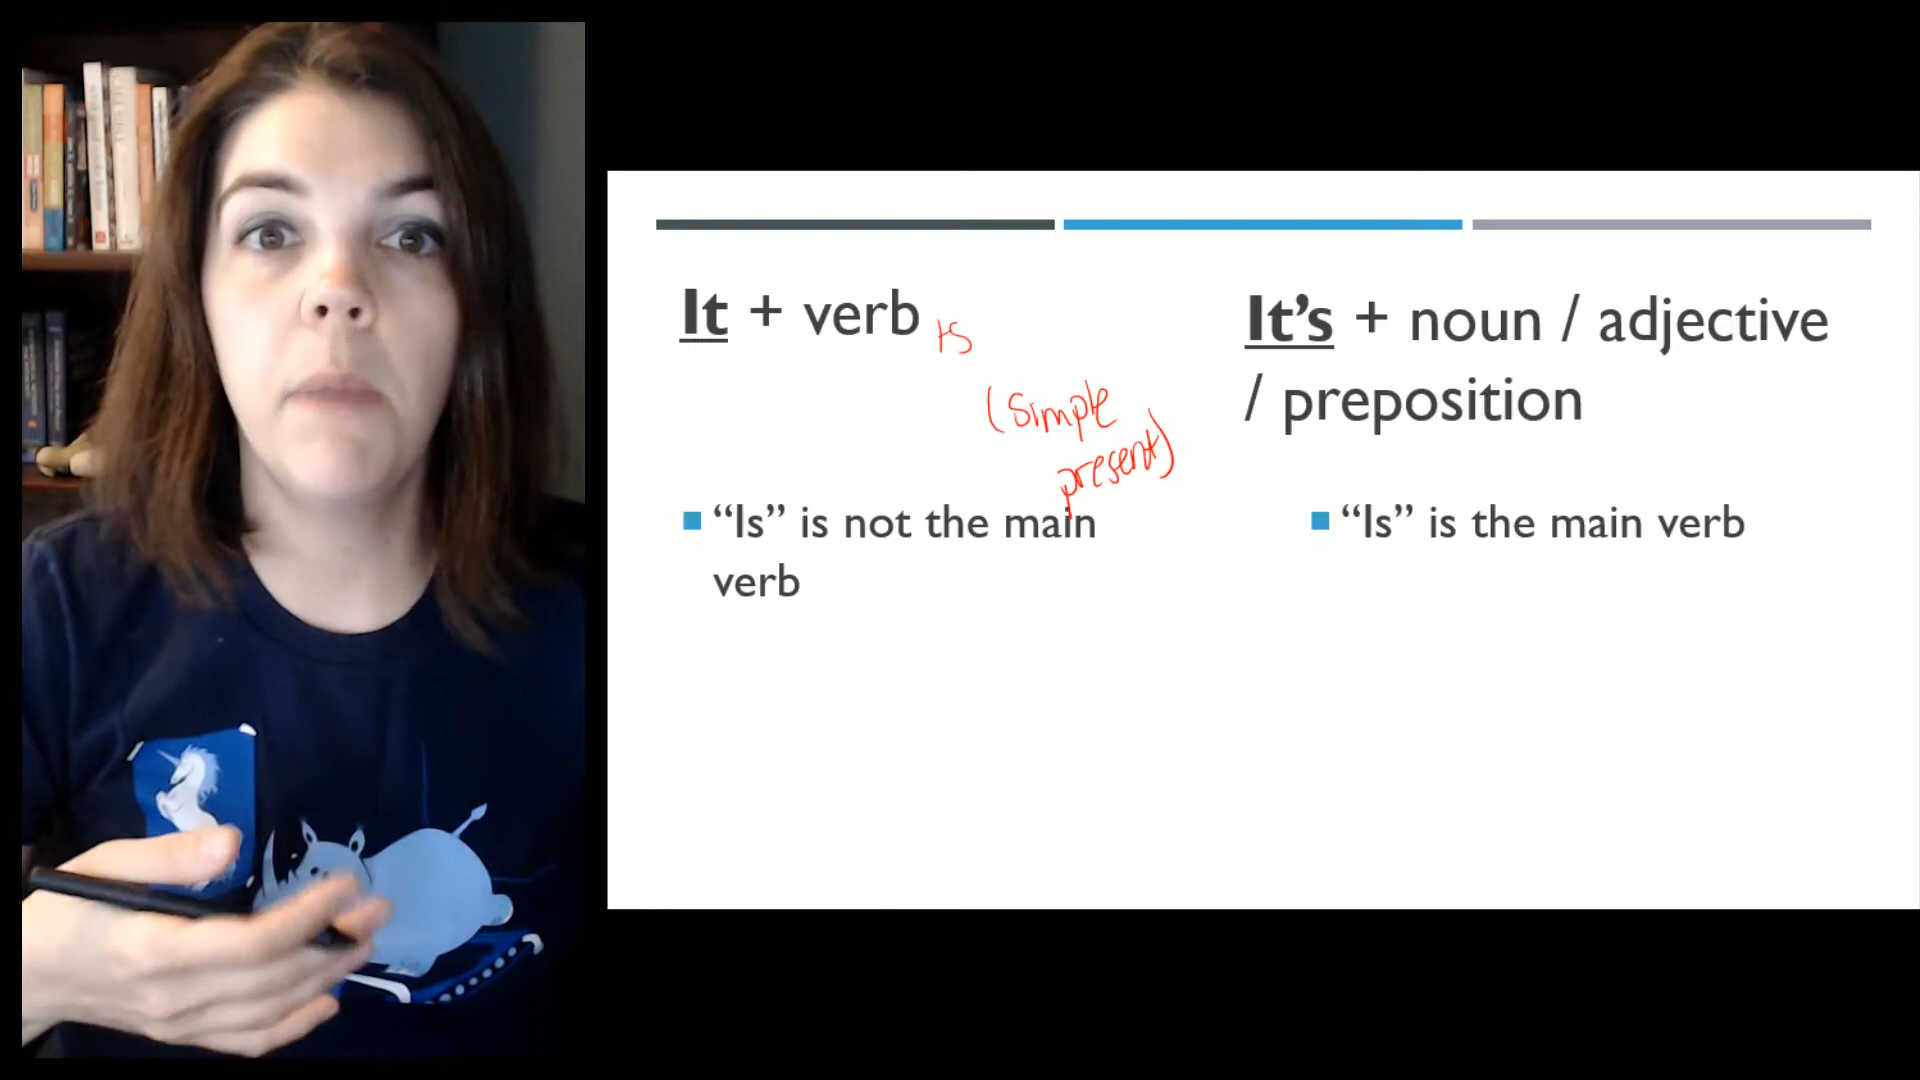 It + verb +s
(simple
present)
"Is" is not the main
verb
It's + noun / adjective
/ preposition
"Is" is the main verb